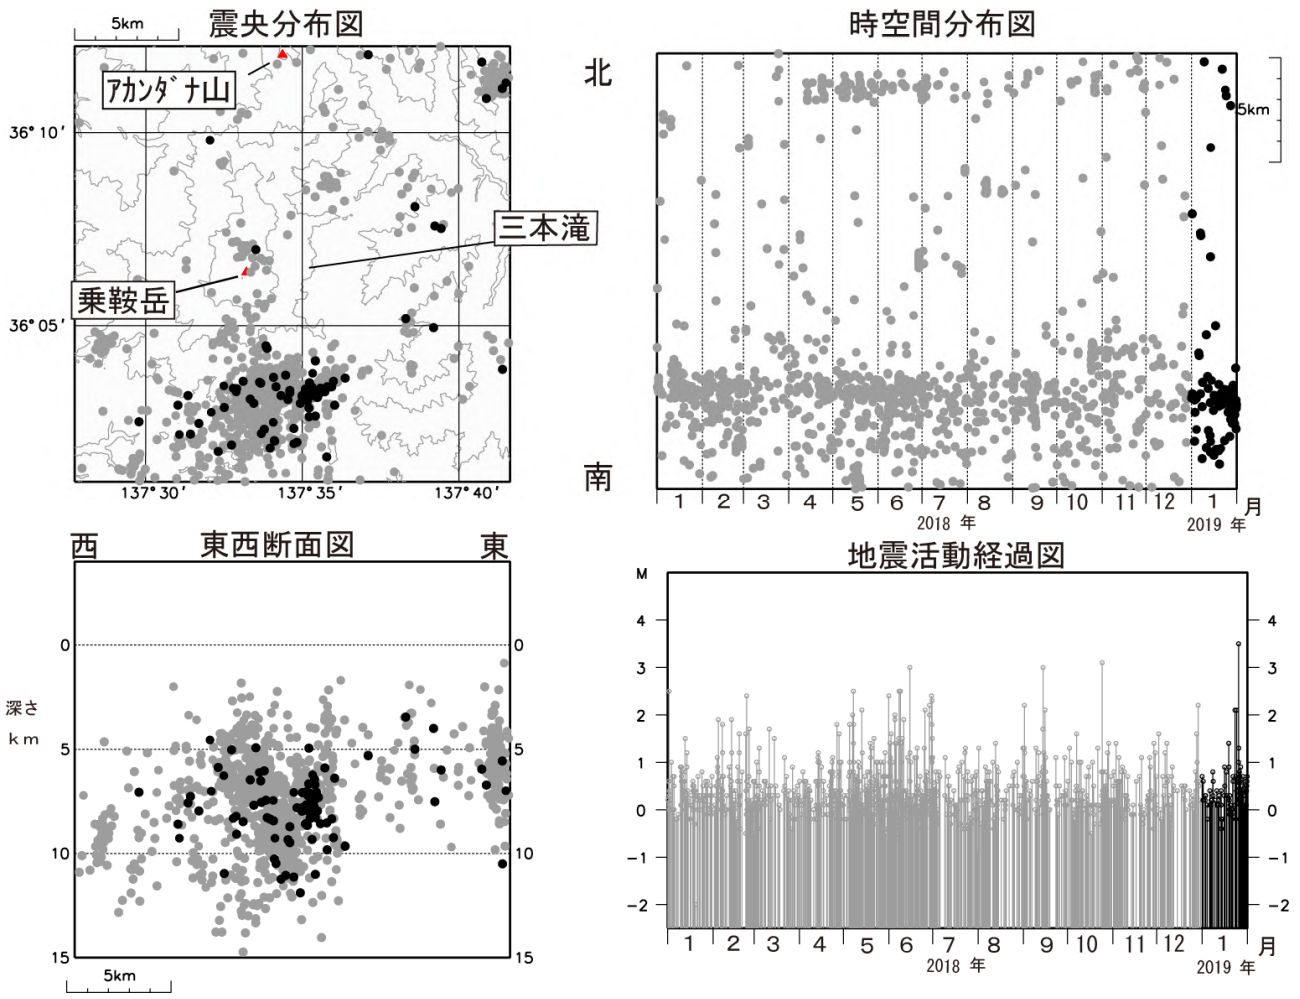 震央分布図
5km
アカンダナ山
36°10′
三本滝
乗鞍岳
36°05′
137°30′
137°35′
137°40′
時空間分布図
北
5km
南
1 2 3 4 5 6 7 8 9 10 11 12 1 月
2018 年 2019 年
西 東西断面図 東
0 0
深さ
km
5 5
10 10
15 15
5km
地震活動経過図
M
4 4
3 3
2 2
1 1
0 0
-1 -1
-2 -2
1 2 3 4 5 6 7 8 9 10 11 12 1 月
2018 年 2019 年